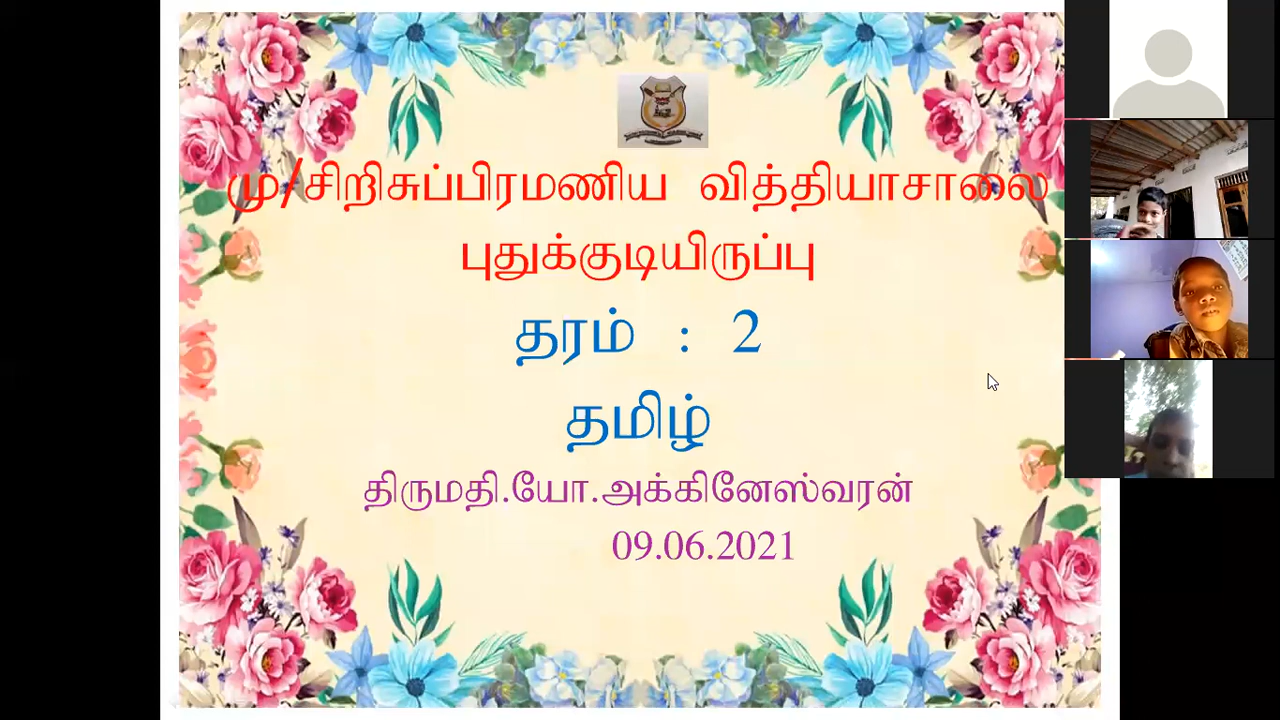 மு/சிறிசுப்பிரமணிய வித்தியாசாலை
புதுக்குடியிருப்பு
தரம் : 2
தமிழ்
திருமதி.யோ.அக்கினேஸ்வரன்
09.06.2021